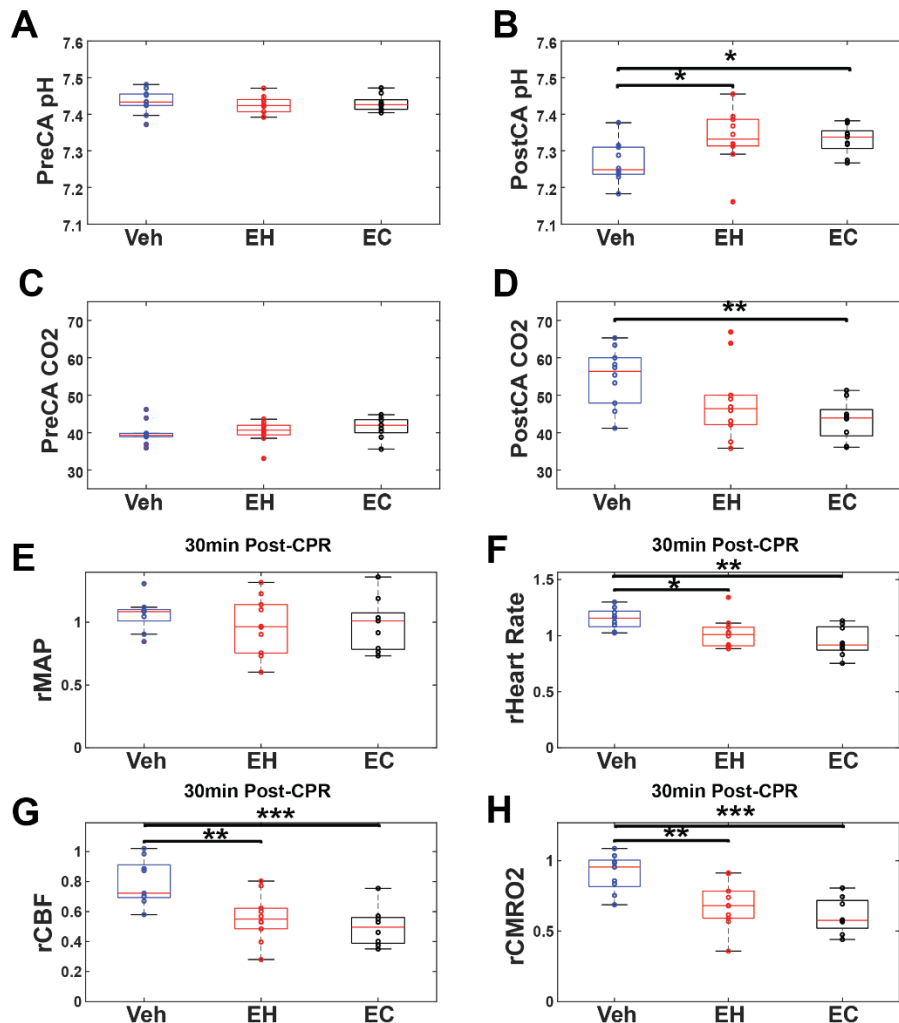 A
PreCA pH
7.6
7.5
7.4
7.3
7.2
7.1
Veh EH EC
B
PostCA pH
7.6
7.5
7.4
7.3
7.2
7.1
*
*
Veh EH EC
C
PreCA CO2
70
60
50
40
30
Veh EH EC
D
PostCA CO2
70
60
50
40
30
**
Veh EH EC
E
30min Post-CPR
rMAP
1
0.5
0
Veh EH EC
F
30min Post-CPR
rHeart Rate
1.5
1
0.5
0
**
*
Veh EH EC
G
30min Post-CPR
rCBF
1
0.8
0.6
0.4
0.2
0
***
**
Veh EH EC
H
30min Post-CPR
rCMRO2
1
0.5
0
***
**
Veh EH EC